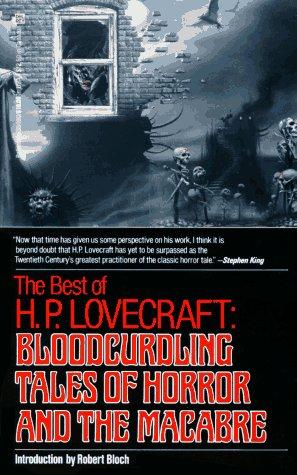 "Now that time has given us some perspective on his work, I think it is
beyond doubt that H.P. Lovecraft has yet to be surpassed as the
Twentieth Century's greatest practitioner of the classic horror tale." —Stephen King
The Best of
H.P. LOVECRAFT:
BLOODCURDLING
TALES OF HORROR
AND THE MACABRE
Introduction by Robert Bloch